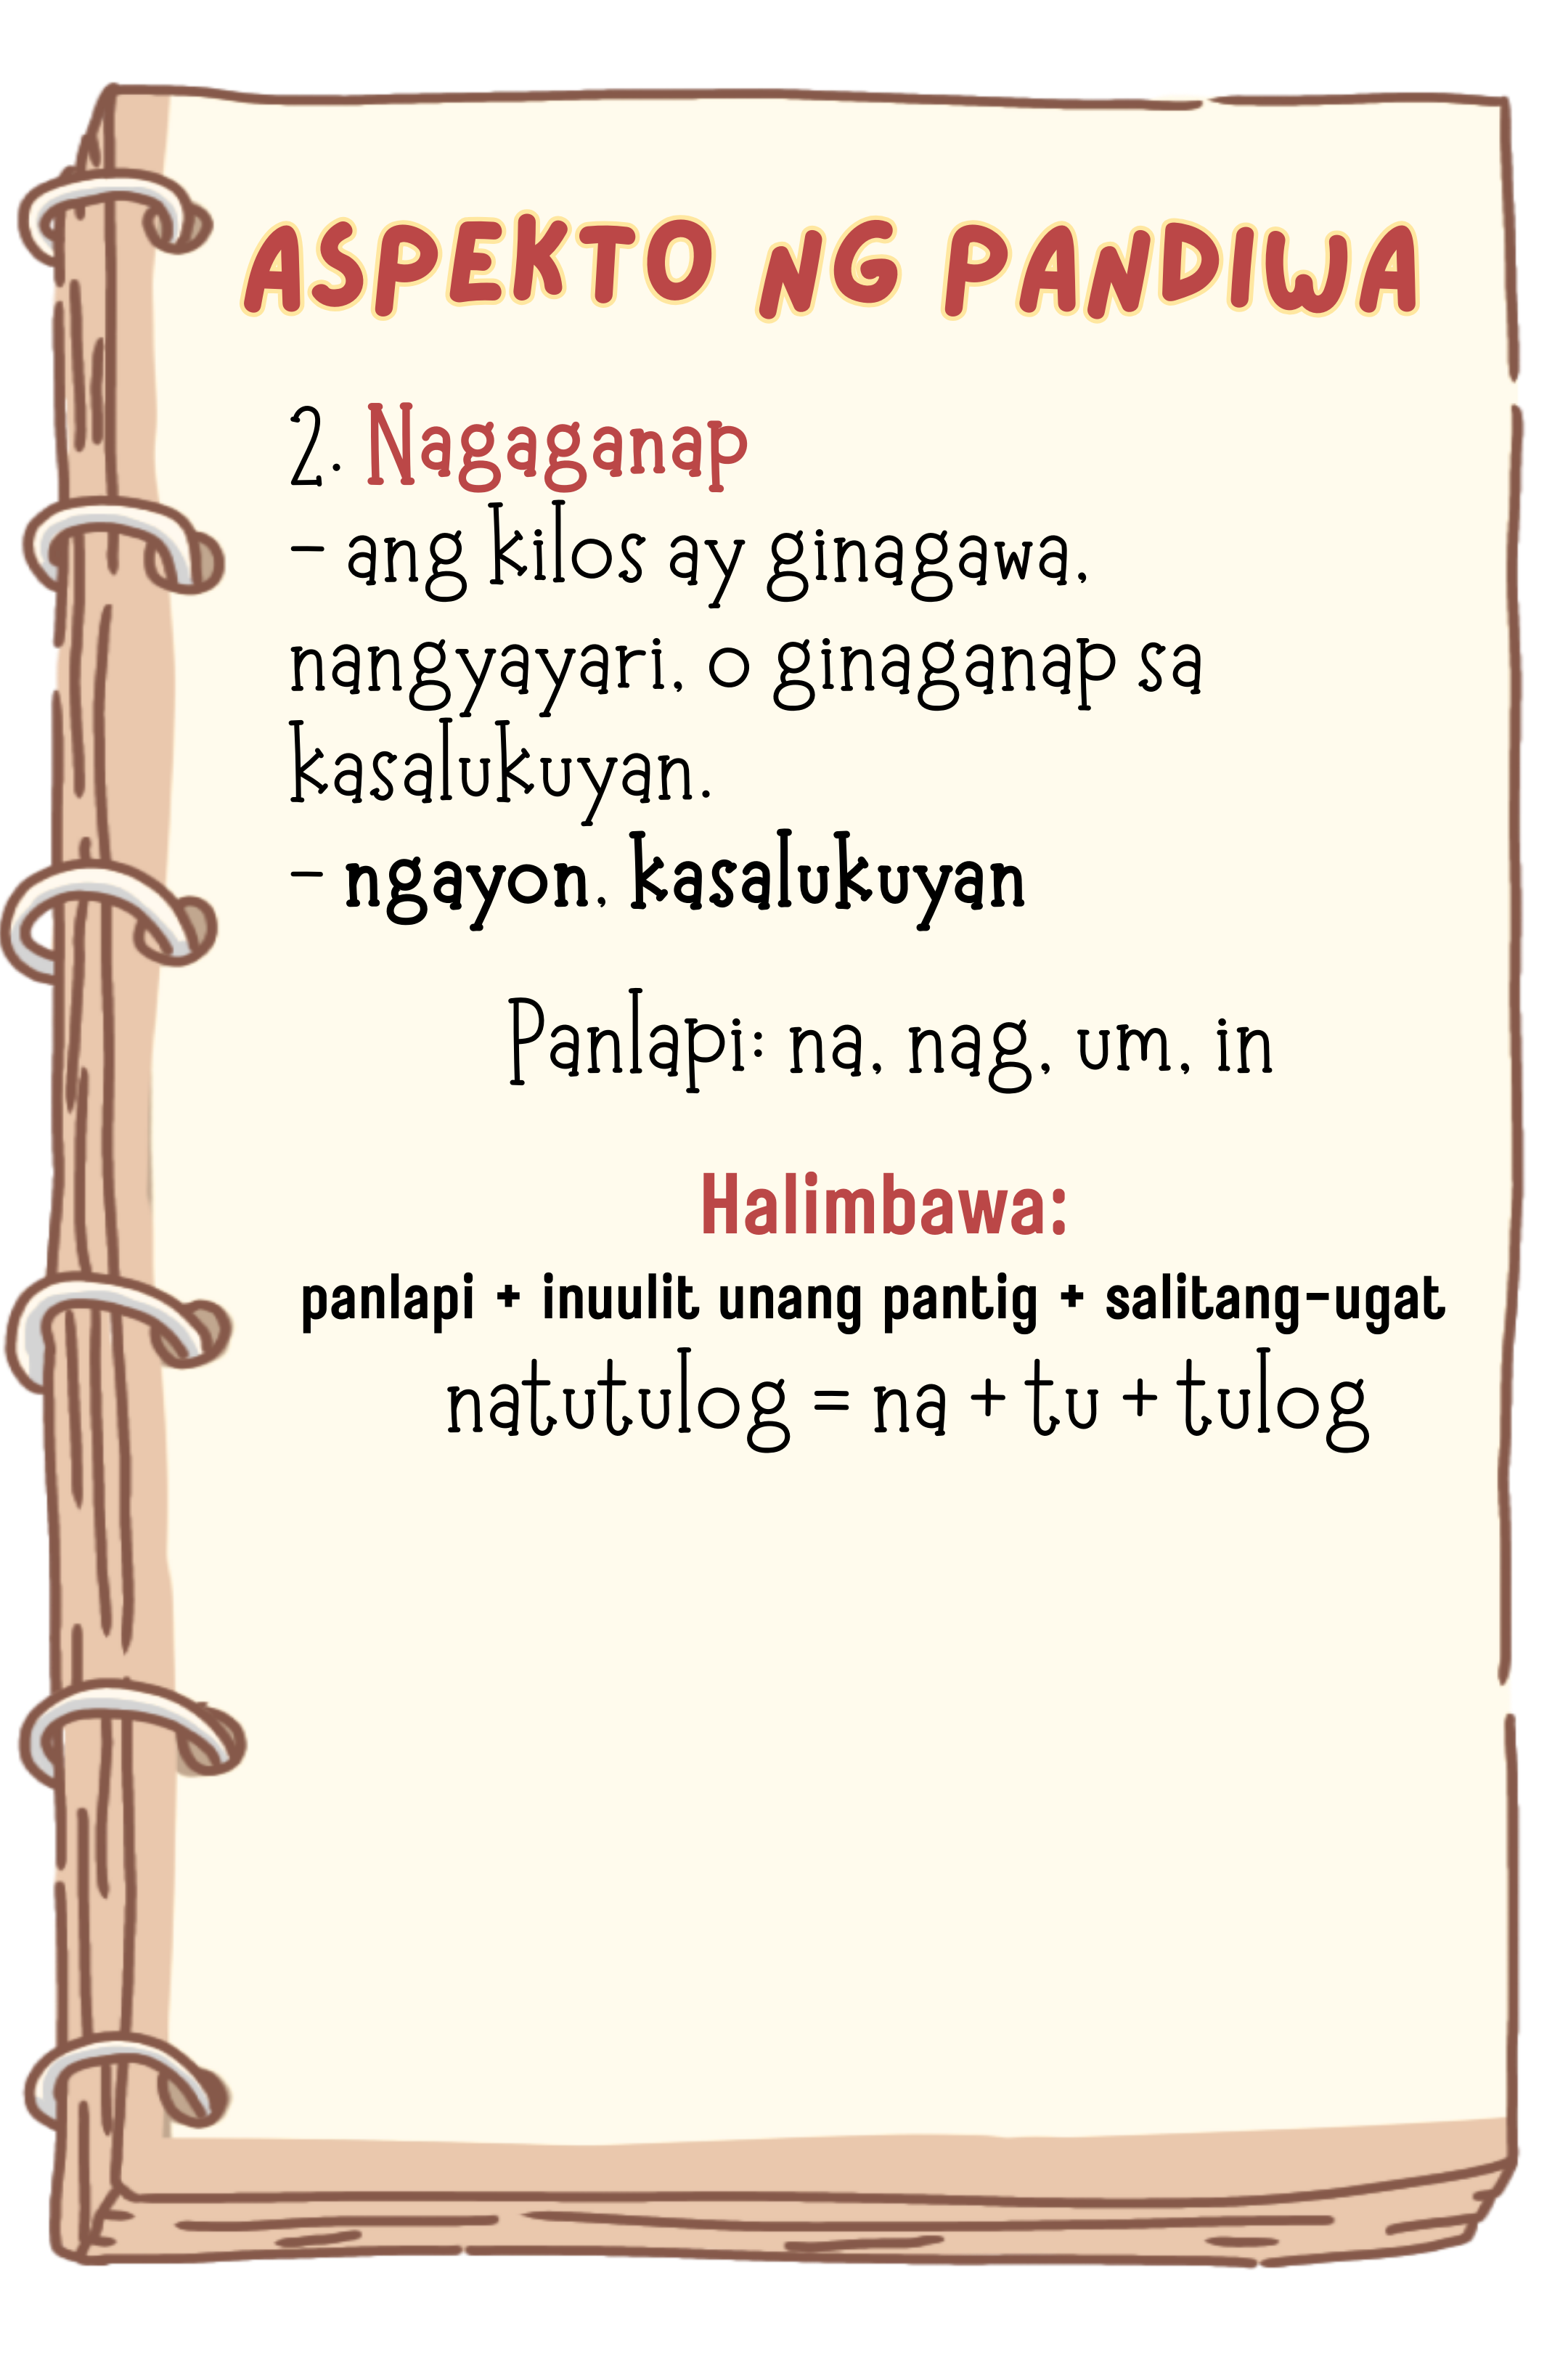 ASPEKTO NG PANDIWA
2. Nagaganap
- ang kilos ay ginagawa,
nangyayari, o ginaganap sa
kasalukuyan.
- ngayon, kasalukuyan
Panlapi: na, nag, um, in
Halimbawa:
panlapi + inuulit unang pantig + salitang-ugat
natutulog = na + tu + tulog